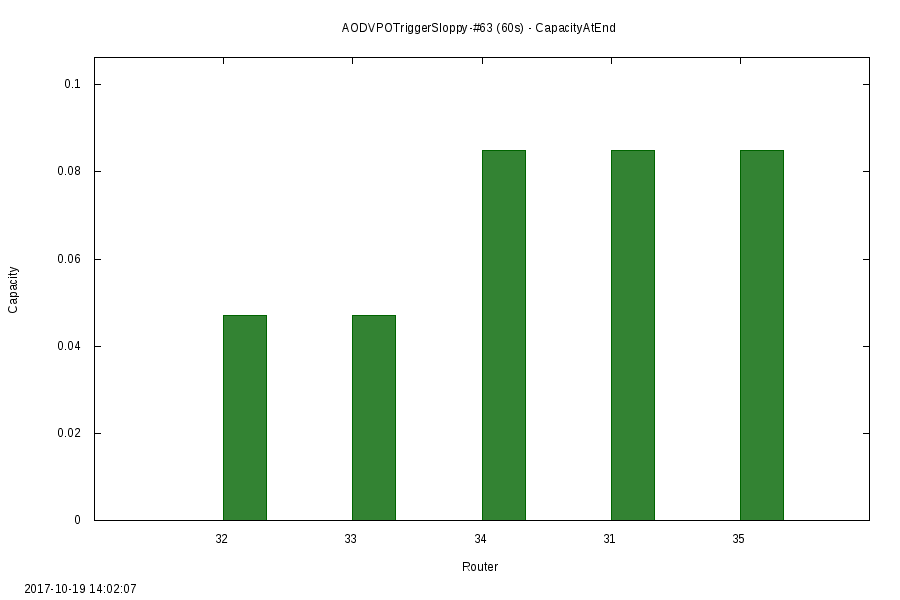 AODVPOTriggerSloppy-#63 (60s) - CapacityAtEnd
0.1
0.08
0.06
0.04
0.02
0
Capacity
32 33 34 31 35
Router
2017-10-19 14:02:07